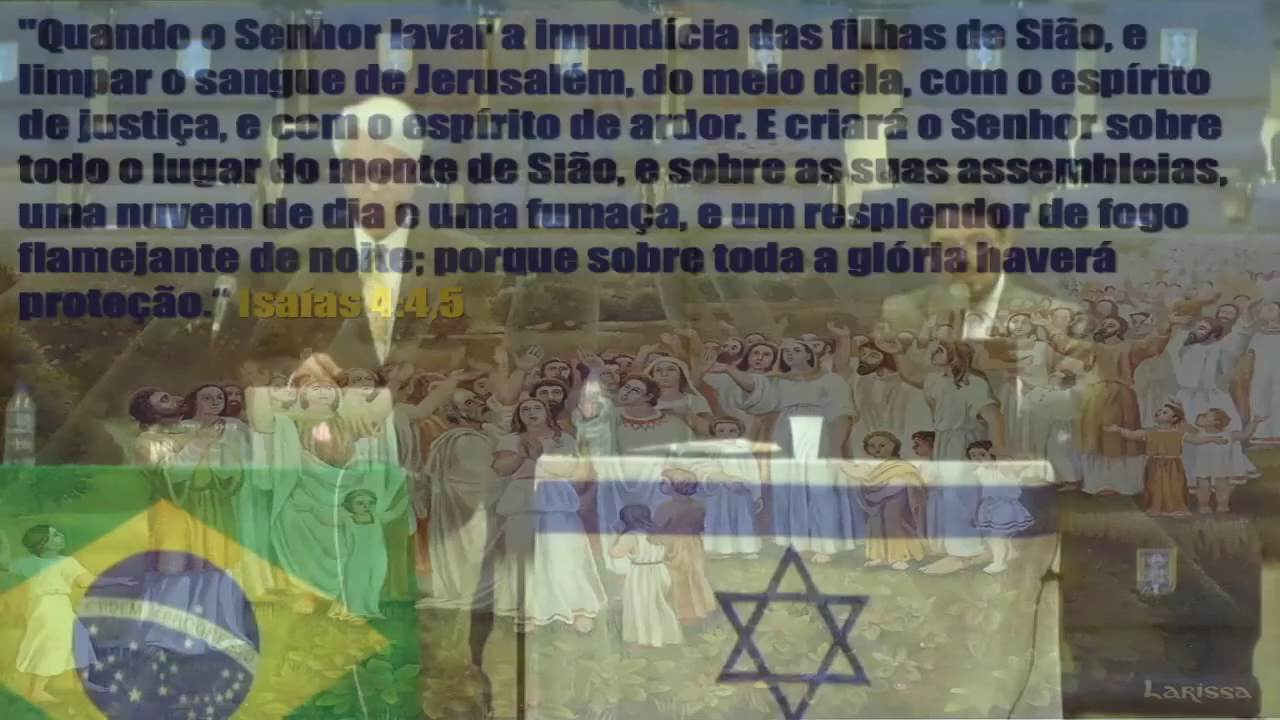 "Quando o Senhor lavar a imundícia das filhas de Sião, e
limpar o sangue de Jerusalém, do meio dela, com o espírito
de justiça, e com o espírito de ardor. E criará o Senhor sobre
todo o lugar do monte de Sião, e sobre as suas assembleias,
uma nuvem de dia e uma fumaça, e um resplendor de fogo
flamejante de noite; porque sobre toda a glória haverá
proteção." Isaías 4:4,5
Larissa